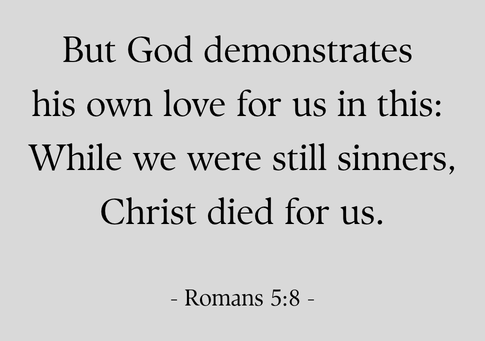 But God demonstrates
his own love for us in this:
While we were still sinners,
Christ died for us.
- Romans 5:8 -